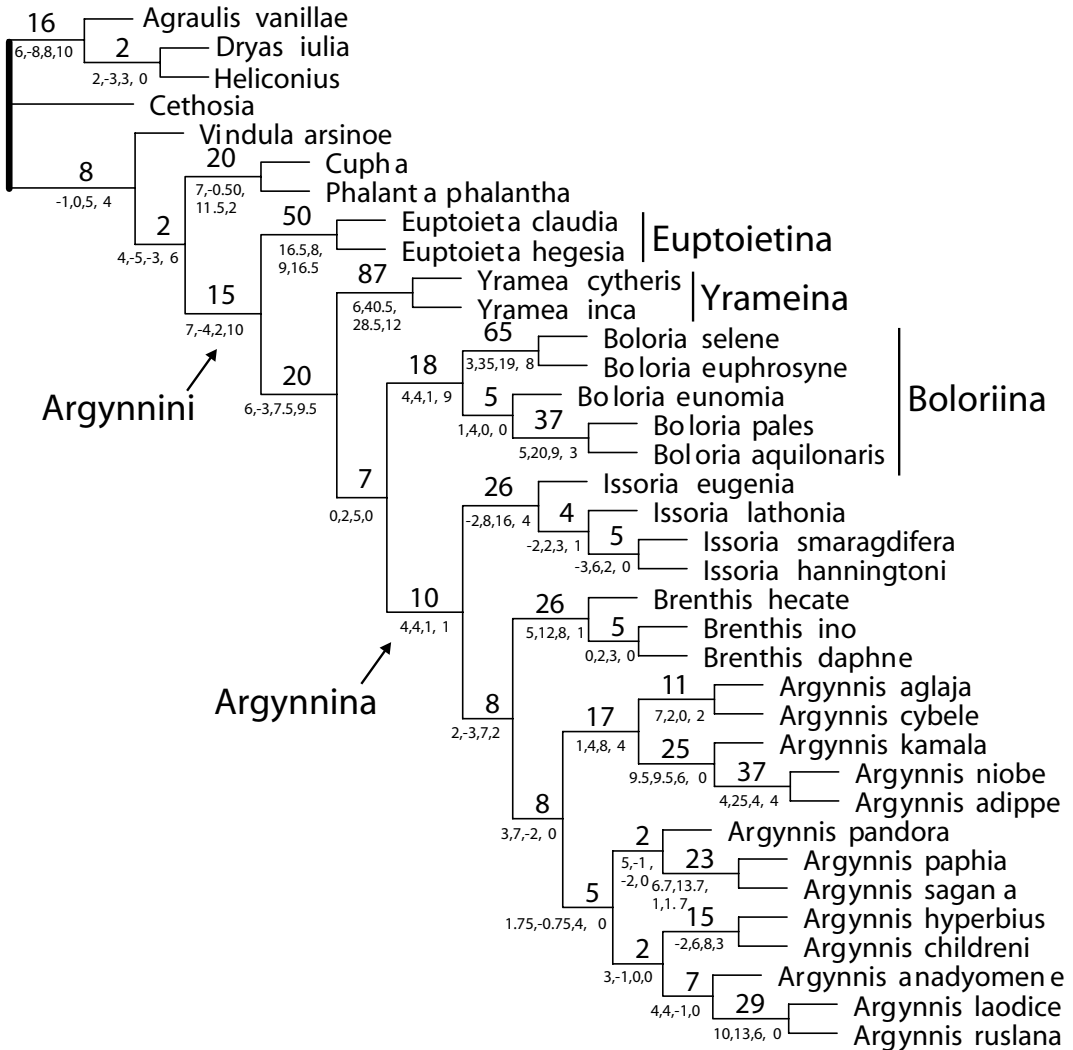 16
Agraulis vanillae
6,-8,8,10
2
Dryas iulia
2,-3,3, 0
Heliconius
Cethosia
Vindula arsinoe
8
-1,0,5, 4
20
Cupha
7,-0.50,
11.5,2
Phalanta phalantha
2
4,-5,-3, 6
50
Euptoieta claudia
16.5,8,
9,16.5
Euptoieta hegesia
Euptoietina
15
7,-4,2,10
87
Yramea cytheris
6,40.5,
28.5,12
Yramea inca
Yrameina
65
Boloria selene
3,35,19, 8
Boloria euphrosyne
20
6,-3,7.5,9.5
18
4,4,1, 9
5
Boloria eunomia
1,4,0, 0
37
Boloria pales
5,20,9, 3
Boloria aquilonaris
Boloriina
Argynnini
7
0,2,5,0
26
Issoria eugenia
-2,8,16, 4
4
Issoria lathonia
-2,2,3, 1
5
Issoria smaragdifera
-3,6,2, 0
Issoria hanningtoni
10
4,4,1, 1
26
Brenthis hecate
5,12,8, 1
5
Brenthis ino
0,2,3, 0
Brenthis daphne
Argynnina
8
2,-3,7,2
11
Argynnis aglaja
7,2,0, 2
Argynnis cybele
17
1,4,8, 4
25
Argynnis kamala
9.5,9.5,6, 0
37
Argynnis niobe
4,25,4, 4
Argynnis adippe
8
3,7,-2, 0
2
Argynnis pandora
5,-1,
-2,0
23
Argynnis paphia
6.7,13.7,
1,1.7
Argynnis sagana
5
1.75,-0.75,4, 0
15
Argynnis hyperbius
-2,6,8,3
Argynnis childreni
2
3,-1,0,0
7
Argynnis anadyomene
4,4,-1,0
29
Argynnis laodice
10,13,6, 0
Argynnis ruslana